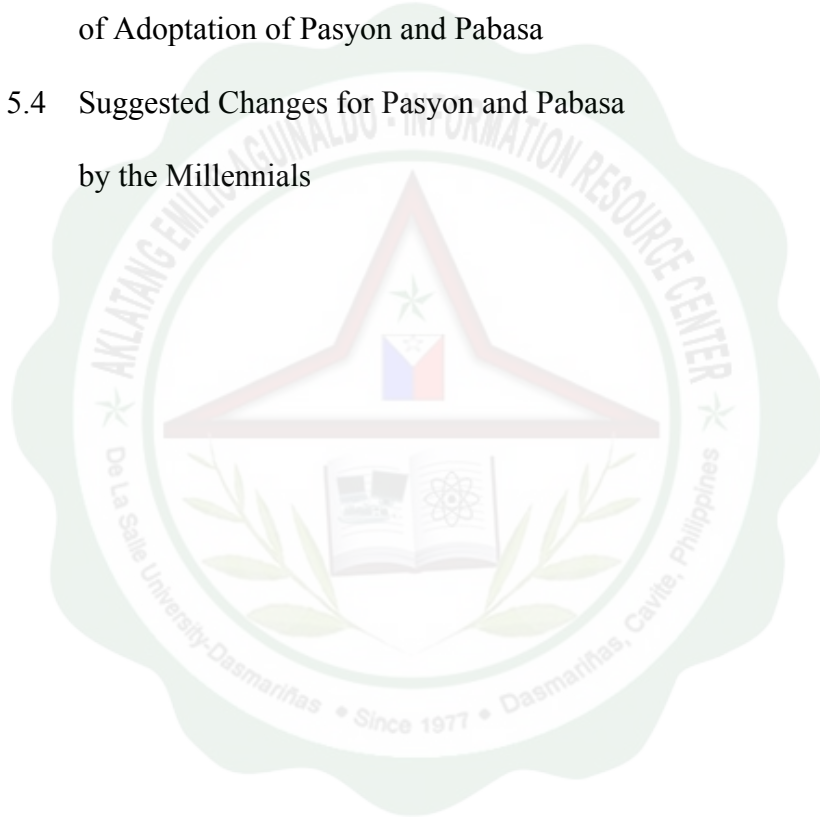 of Adoptation of Pasyon and Pabasa
5.4 Suggested Changes for Pasyon and Pabasa
by the Millennials
AKLATANG EMILIO AGUINALDO - INFORMATION RESOURCE CENTER
De La Salle University-Dasmariñas • Since 1977 • Dasmariñas, Cavite, Philippines